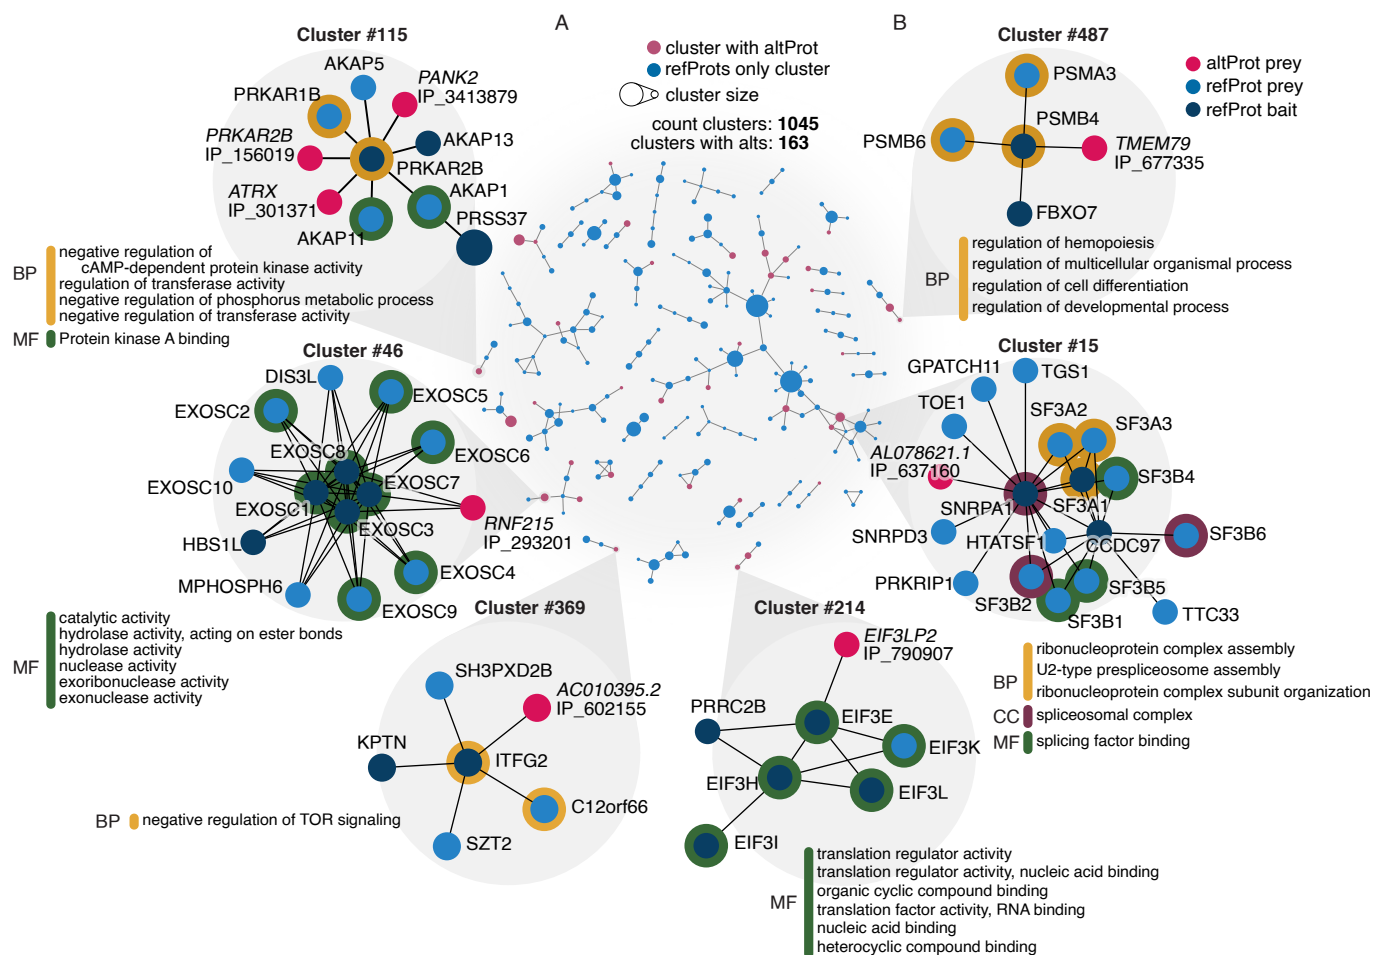 A
cluster with altProt
refProts only cluster
cluster size
count clusters: 1045
clusters with alts: 163
B
altProt prey
refProt prey
refProt bait
Cluster #115
AKAP5
PANK2
IP_3413879
PRKAR1B
AKAP13
PRKAR2B
IP_156019
PRKAR2B
ATRX
IP_301371
AKAP1
AKAP11
PRSS37
BP
negative regulation of
cAMP-dependent protein kinase activity
regulation of transferase activity
negative regulation of phosphorus metabolic process
negative regulation of transferase activity
MF
Protein kinase A binding
Cluster #487
PSMA3
PSMB4
PSMB6
TMEM79
IP_677335
FBXO7
BP
regulation of hemopoiesis
regulation of multicellular organismal process
regulation of cell differentiation
regulation of developmental process
Cluster #46
DIS3L
EXOSC5
EXOSC2
EXOSC8
EXOSC6
EXOSC10
EXOSC7
EXOSC1
EXOSC3
RNF215
IP_293201
HBS1L
MPHOSPH6
EXOSC4
EXOSC9
MF
catalytic activity
hydrolase activity, acting on ester bonds
hydrolase activity
nuclease activity
exoribonuclease activity
exonuclease activity
Cluster #15
GPATCH11
TGS1
TOE1
SF3A2
SF3A3
AL078621.1
IP_637160
SF3B4
SNRPA1
SF3A1
SNRPD3
HTATSF1
CCDC97
SF3B6
PRKRIP1
SF3B2
SF3B5
SF3B1
TTC33
BP
ribonucleoprotein complex assembly
U2-type prespliceosome assembly
ribonucleoprotein complex subunit organization
CC
spliceosomal complex
MF
splicing factor binding
Cluster #369
SH3PXD2B
AC010395.2
IP_602155
KPTN
ITFG2
C12orf66
SZT2
BP
negative regulation of TOR signaling
Cluster #214
EIF3LP2
IP_790907
PRRC2B
EIF3E
EIF3K
EIF3H
EIF3L
EIF3I
MF
translation regulator activity
translation regulator activity, nucleic acid binding
organic cyclic compound binding
translation factor activity, RNA binding
nucleic acid binding
heterocyclic compound binding